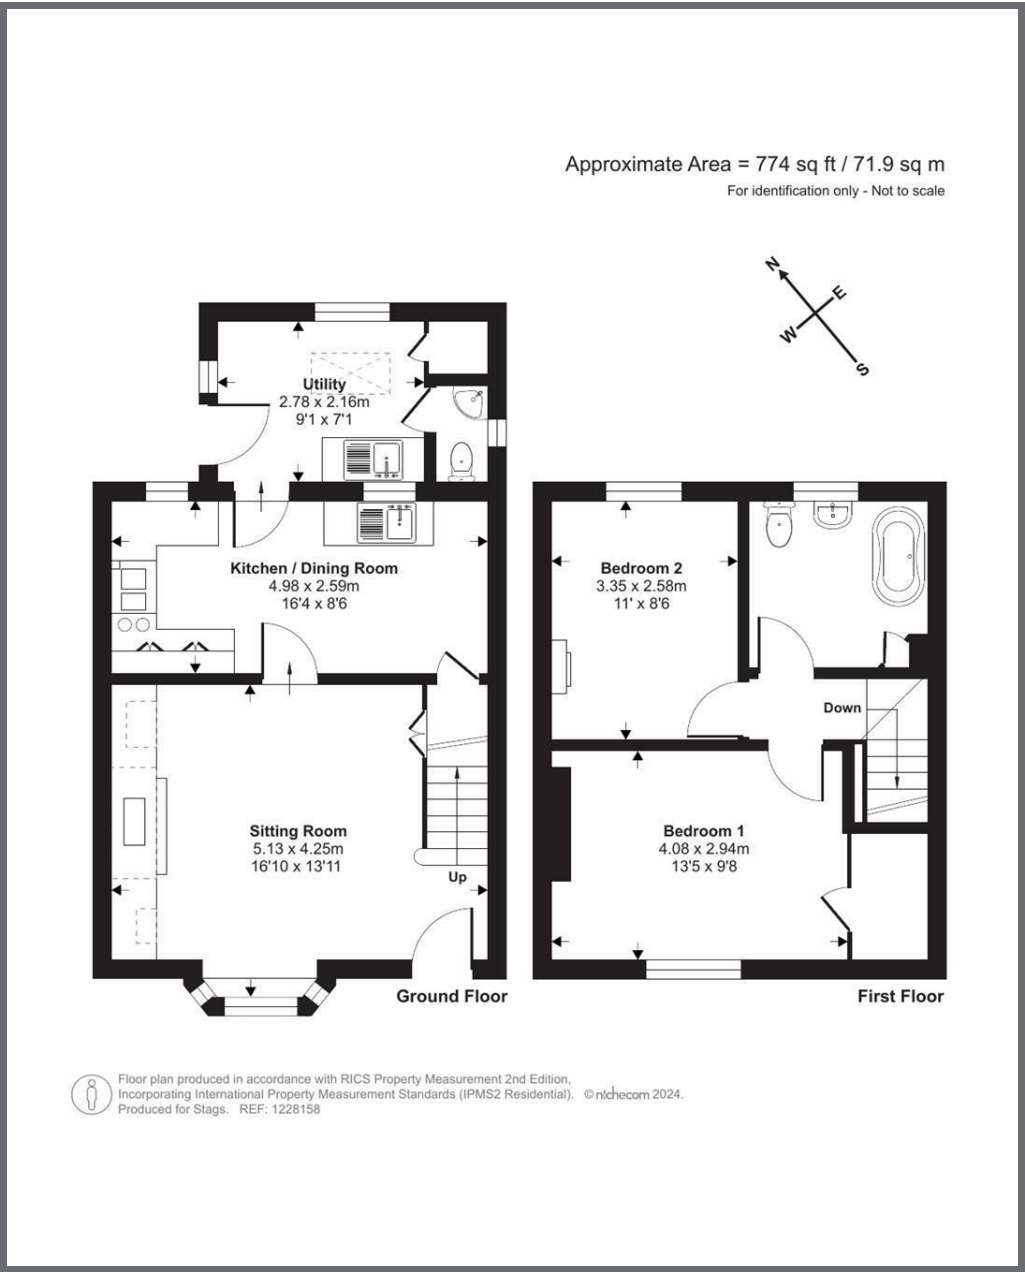 Approximate Area = 774 sq ft / 71.9 sq m
For identification only - Not to scale
N
E
W
S
Utility
2.78 x 2.16m
9'1 x 7'1
Kitchen / Dining Room
4.98 x 2.59m
16'4 x 8'6
Bedroom 2
3.35 x 2.58m
11' x 8'6
Down
Sitting Room
5.13 x 4.25m
16'10 x 13'11
Up
Bedroom 1
4.08 x 2.94m
13'5 x 9'8
Ground Floor
First Floor
Floor plan produced in accordance with RICS Property Measurement 2nd Edition,
Incorporating International Property Measurement Standards (IPMS2 Residential). © nichecom 2024.
Produced for Stags. REF: 1228158